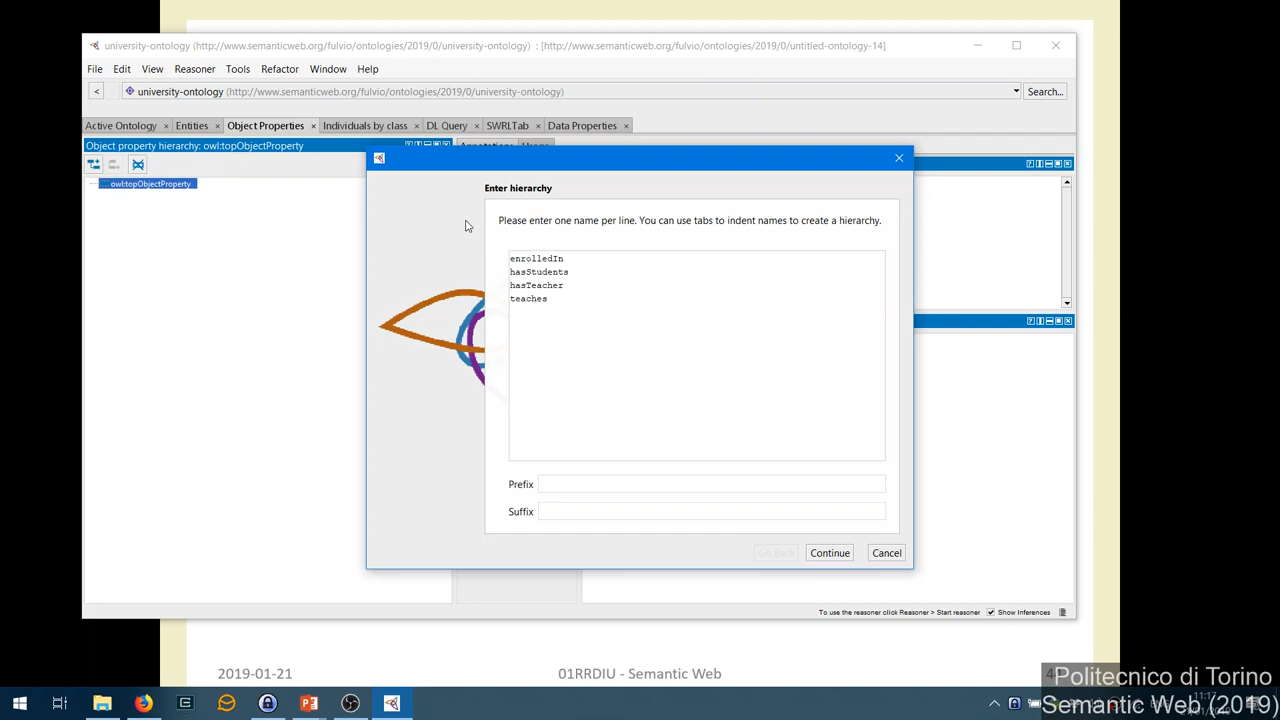 university-ontology (http://www.semanticweb.org/fulvio/ontologies/2019/0/university-ontology) : [http://www.semanticweb.org/fulvio/ontologies/2019/0/untitled-ontology-14]
File Edit View Reasoner Tools Refactor Window Help
< university-ontology (http://www.semanticweb.org/fulvio/ontologies/2019/0/university-ontology) Search...
Active Ontology × Entities × Object Properties × Individuals by class × DL Query × SWRLTab × Data Properties ×
Object property hierarchy: owl:topObjectProperty
owl:topObjectProperty
Enter hierarchy
Please enter one name per line. You can use tabs to indent names to create a hierarchy.
enrolledIn
hasStudents
hasTeacher
teaches
Prefix
Suffix
Go Back Continue Cancel
To use the reasoner click Reasoner > Start reasoner Show Inferences
2019-01-21 01RRDIU - Semantic Web
Politecnico di Torino
Semantic Web (2019)
11:17